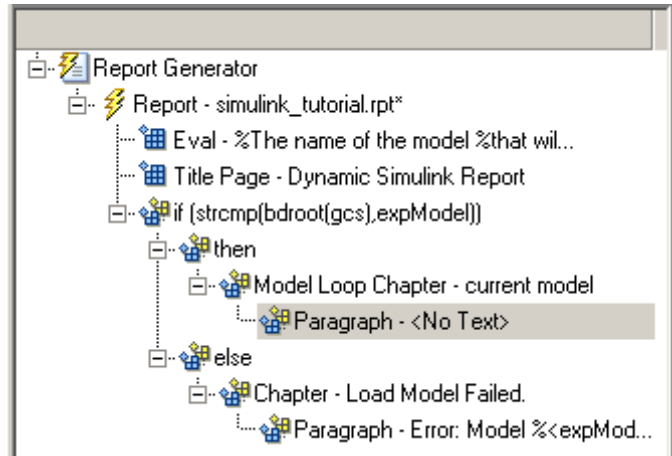 Report Generator
Report - simulink_tutorial.rpt*
Eval - %The name of the model %that wil...
Title Page - Dynamic Simulink Report
if (strcmp(bdroot(gcs),expModel))
then
Model Loop Chapter - current model
Paragraph - <No Text>
else
Chapter - Load Model Failed.
Paragraph - Error: Model %<expMod...